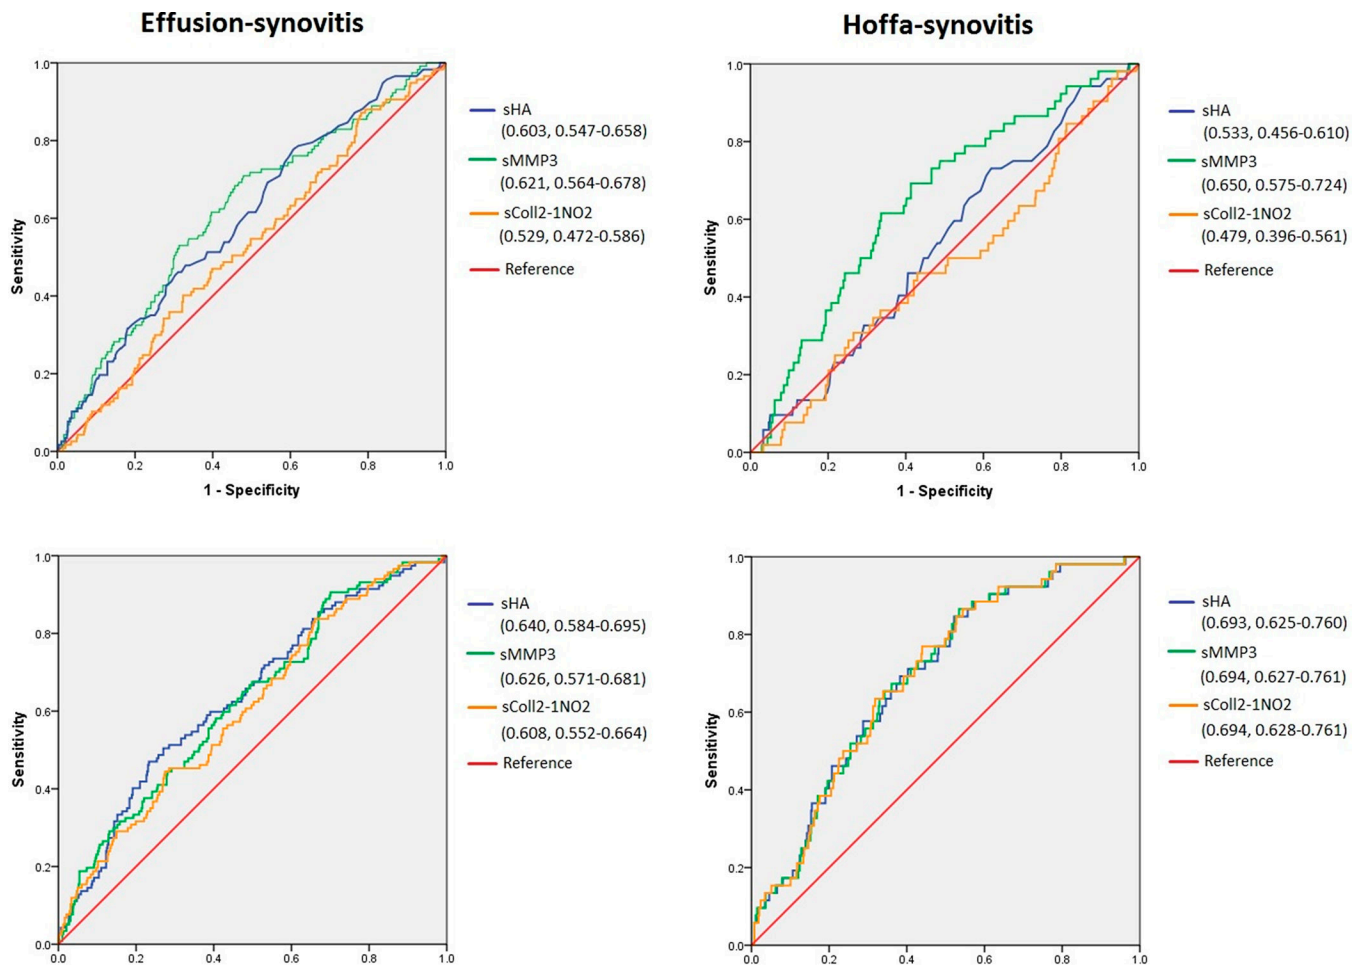 Effusion-synovitis
1.0
0.8
0.6
0.4
0.2
0.0
Sensitivity
0.0 0.2 0.4 0.6 0.8 1.0
1 - Specificity
sHA
(0.603, 0.547-0.658)
sMMP3
(0.621, 0.564-0.678)
sColl2-1NO2
(0.529, 0.472-0.586)
Reference
Hoffa-synovitis
1.0
0.8
0.6
0.4
0.2
0.0
Sensitivity
0.0 0.2 0.4 0.6 0.8 1.0
1 - Specificity
sHA
(0.533, 0.456-0.610)
sMMP3
(0.650, 0.575-0.724)
sColl2-1NO2
(0.479, 0.396-0.561)
Reference
1.0
0.8
0.6
0.4
0.2
0.0
Sensitivity
0.0 0.2 0.4 0.6 0.8 1.0
sHA
(0.640, 0.584-0.695)
sMMP3
(0.626, 0.571-0.681)
sColl2-1NO2
(0.608, 0.552-0.664)
Reference
1.0
0.8
0.6
0.4
0.2
0.0
Sensitivity
0.0 0.2 0.4 0.6 0.8 1.0
sHA
(0.693, 0.625-0.760)
sMMP3
(0.694, 0.627-0.761)
sColl2-1NO2
(0.694, 0.628-0.761)
Reference